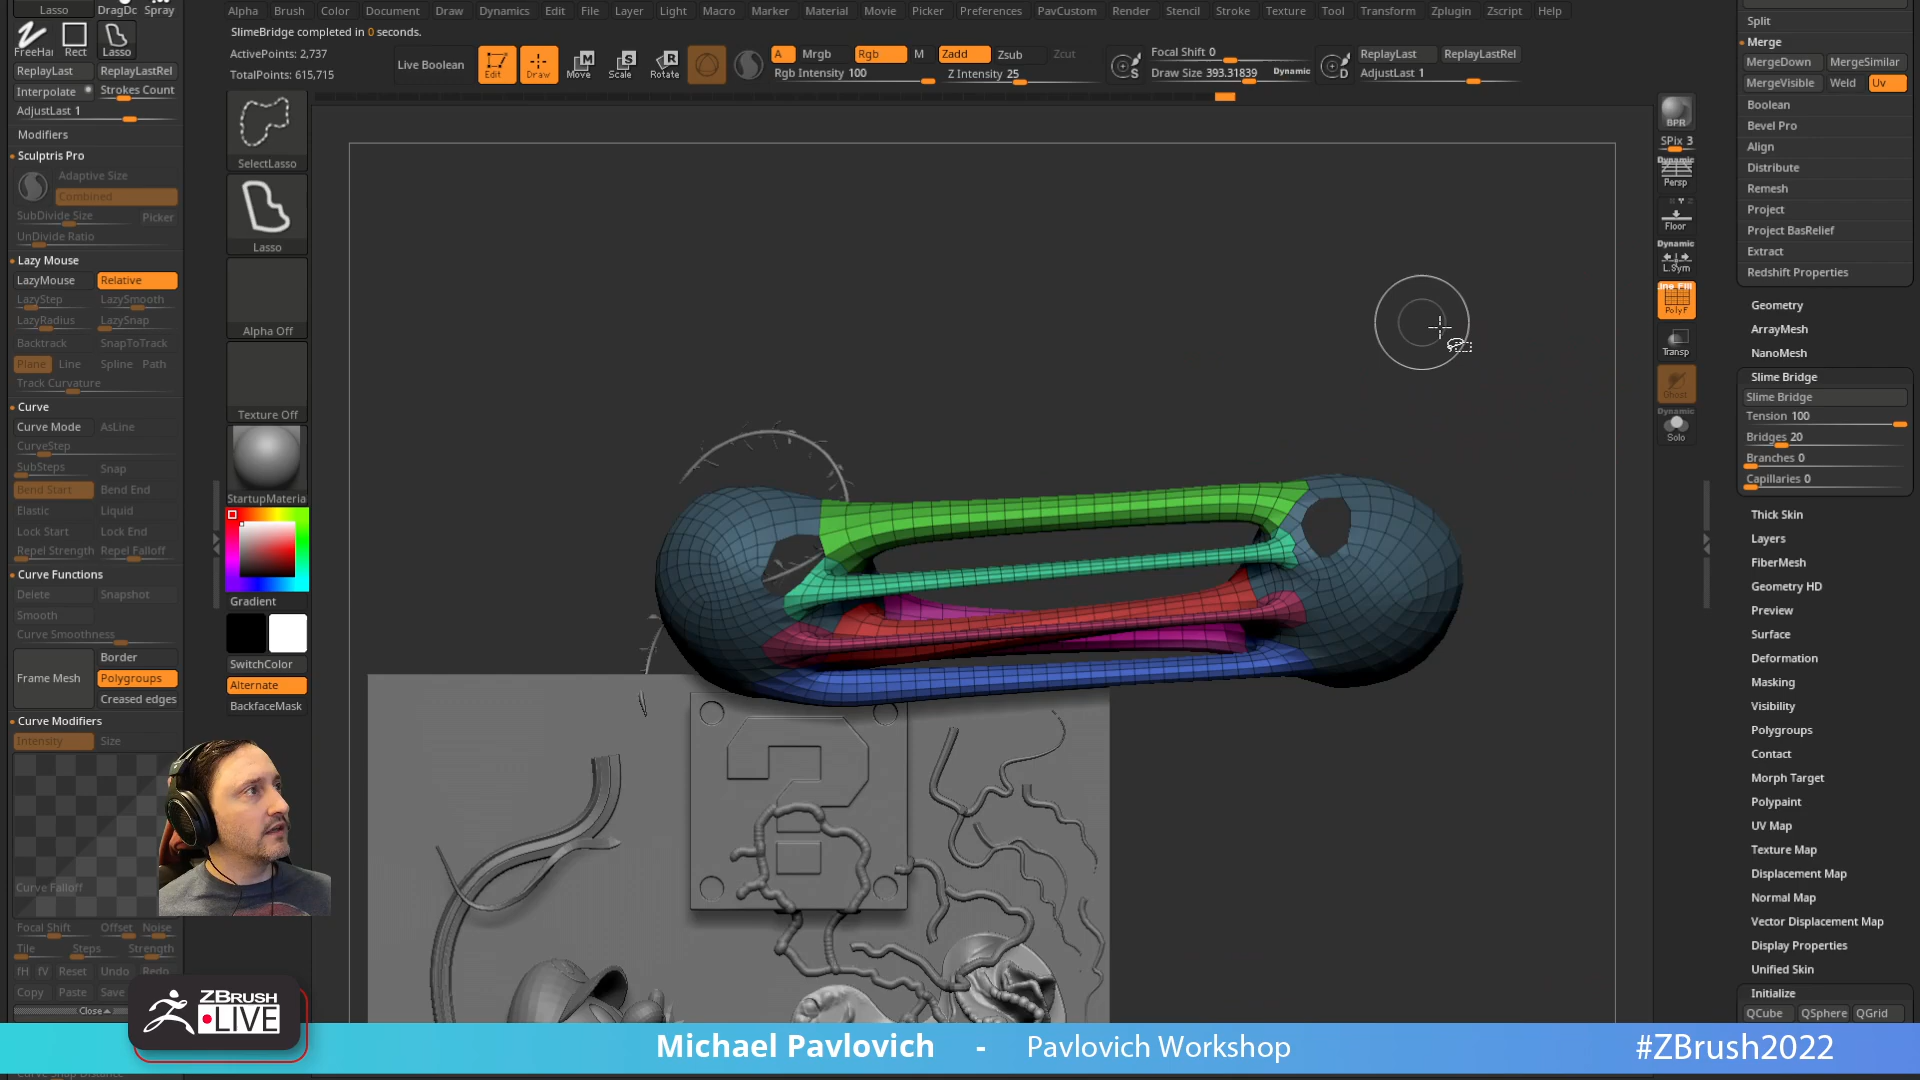 Alpha Brush Color Document Draw Dynamics Edit File Layer Light Macro Marker Material Movie Picker Preferences PavCustom Render Stencil Stroke Texture Tool Transform Zplugin Zscript Help
SlimeBridge completed in 0 seconds.
ActivePoints: 2,737
TotalPoints: 615,715
Live Boolean
Edit Draw Move Scale Rotate
A Mrgb Rgb M Zadd Zsub Zcut
Rgb Intensity 100 Z Intensity 25
Focal Shift 0
Draw Size 393.31839 Dynamic
ReplayLast ReplayLastRel
AdjustLast 1
Lasso DragDc Spray
FreeHa Rect Lasso
ReplayLast ReplayLastRel
Interpolate Strokes Count
AdjustLast 1
Modifiers
Sculptris Pro
Adaptive Size
Combined
SubDivide Size Picker
UnDivide Ratio
Lazy Mouse
LazyMouse Relative
LazyStep LazySmooth
LazyRadius LazySnap
Backtrack SnapToTrack
Plane Line Spline Path
Track Curvature
Curve
Curve Mode AsLine
CurveStep
SubSteps Snap
Bend Start Bend End
Elastic Liquid
Lock Start Lock End
Repel Strength Repel Falloff
Curve Functions
Delete Snapshot
Smooth
Curve Smoothness
Frame Mesh
Border
Polygroups
Creased edges
Curve Modifiers
Intensity Size
Curve Falloff
Focal Shift Offset Noise
Tile Steps Strength
fH fV Reset Undo Redo
Copy Paste Save
Close
SelectLasso
Lasso
Alpha Off
Texture Off
StartupMateria
Gradient
SwitchColor
Alternate
BackfaceMask
BPR
SPix 3
Dynamic
Persp
Floor
Dynamic
L.Sym
Line Fill
PolyF
Transp
Ghost
Dynamic
Solo
Split
Merge
MergeDown MergeSimilar
MergeVisible Weld Uv
Boolean
Bevel Pro
Align
Distribute
Remesh
Project
Project BasRelief
Extract
Redshift Properties
Geometry
ArrayMesh
NanoMesh
Slime Bridge
Slime Bridge
Tension 100
Bridges 20
Branches 0
Capillaries 0
Thick Skin
Layers
FiberMesh
Geometry HD
Preview
Surface
Deformation
Masking
Visibility
Polygroups
Contact
Morph Target
Polypaint
UV Map
Texture Map
Displacement Map
Normal Map
Vector Displacement Map
Display Properties
Unified Skin
Initialize
QCube QSphere QGrid
ZBRUSH
LIVE
Michael Pavlovich - Pavlovich Workshop #ZBrush2022